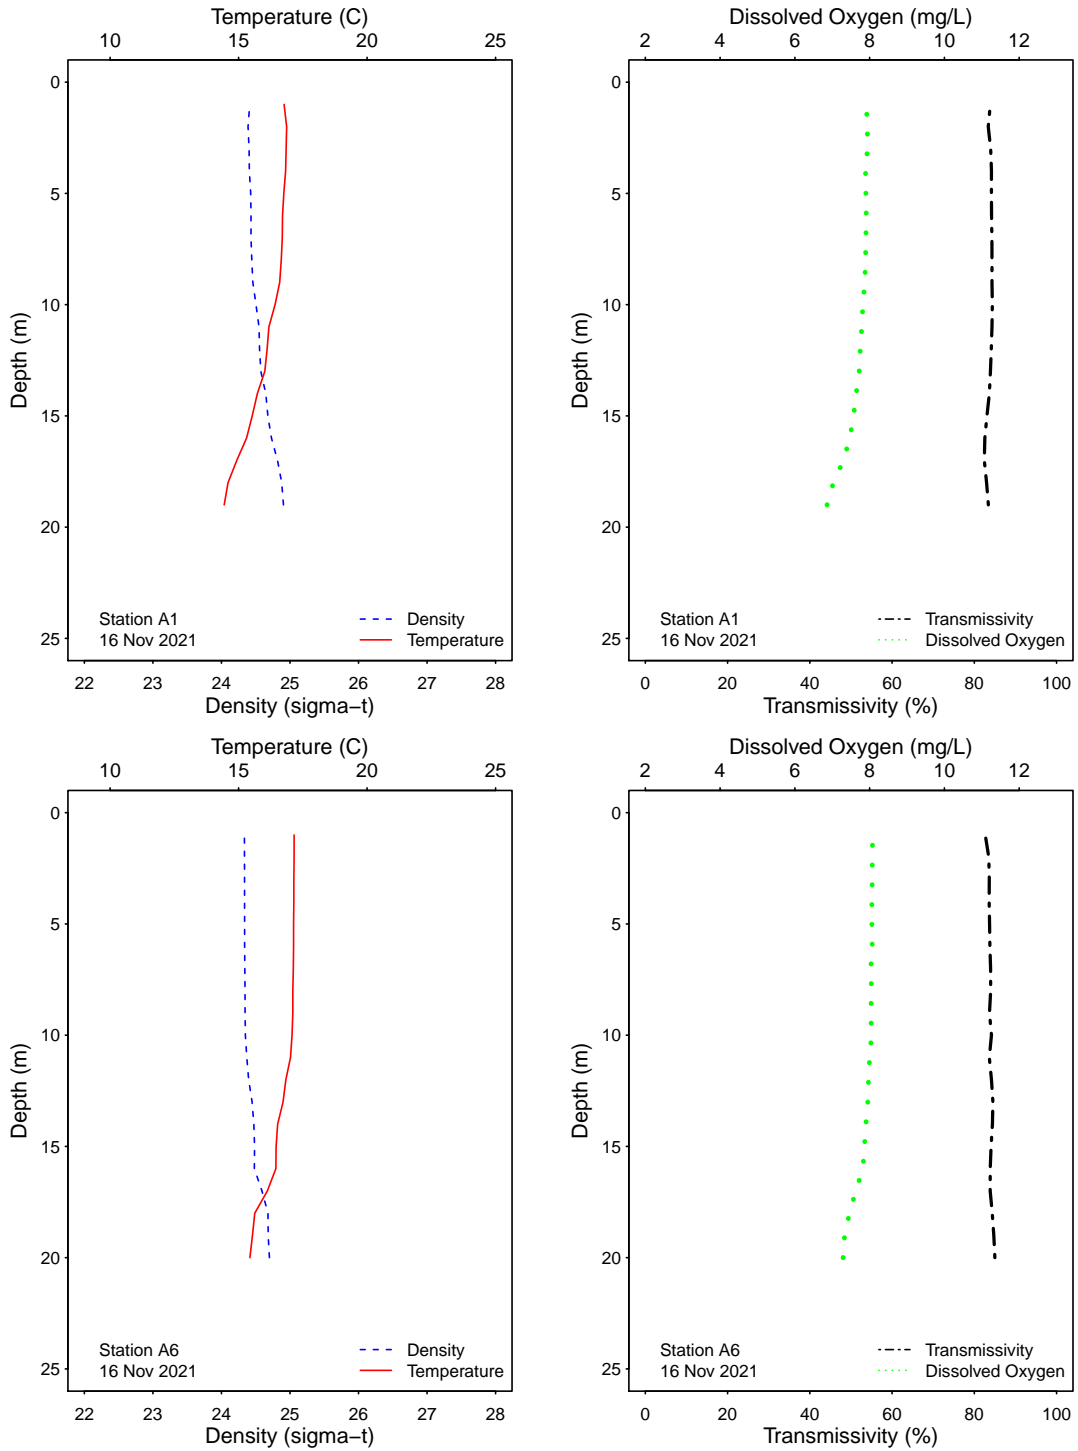 Temperature (C)
10 15 20 25
0
5
10
15
20
25
Depth (m)
Station A1
16 Nov 2021
Density
Temperature
22 23 24 25 26 27 28
Density (sigma−t)
Dissolved Oxygen (mg/L)
2 4 6 8 10 12
0
5
10
15
20
25
Depth (m)
Station A1
16 Nov 2021
Transmissivity
Dissolved Oxygen
0 20 40 60 80 100
Transmissivity (%)
Temperature (C)
10 15 20 25
0
5
10
15
20
25
Depth (m)
Station A6
16 Nov 2021
Density
Temperature
22 23 24 25 26 27 28
Density (sigma−t)
Dissolved Oxygen (mg/L)
2 4 6 8 10 12
0
5
10
15
20
25
Depth (m)
Station A6
16 Nov 2021
Transmissivity
Dissolved Oxygen
0 20 40 60 80 100
Transmissivity (%)